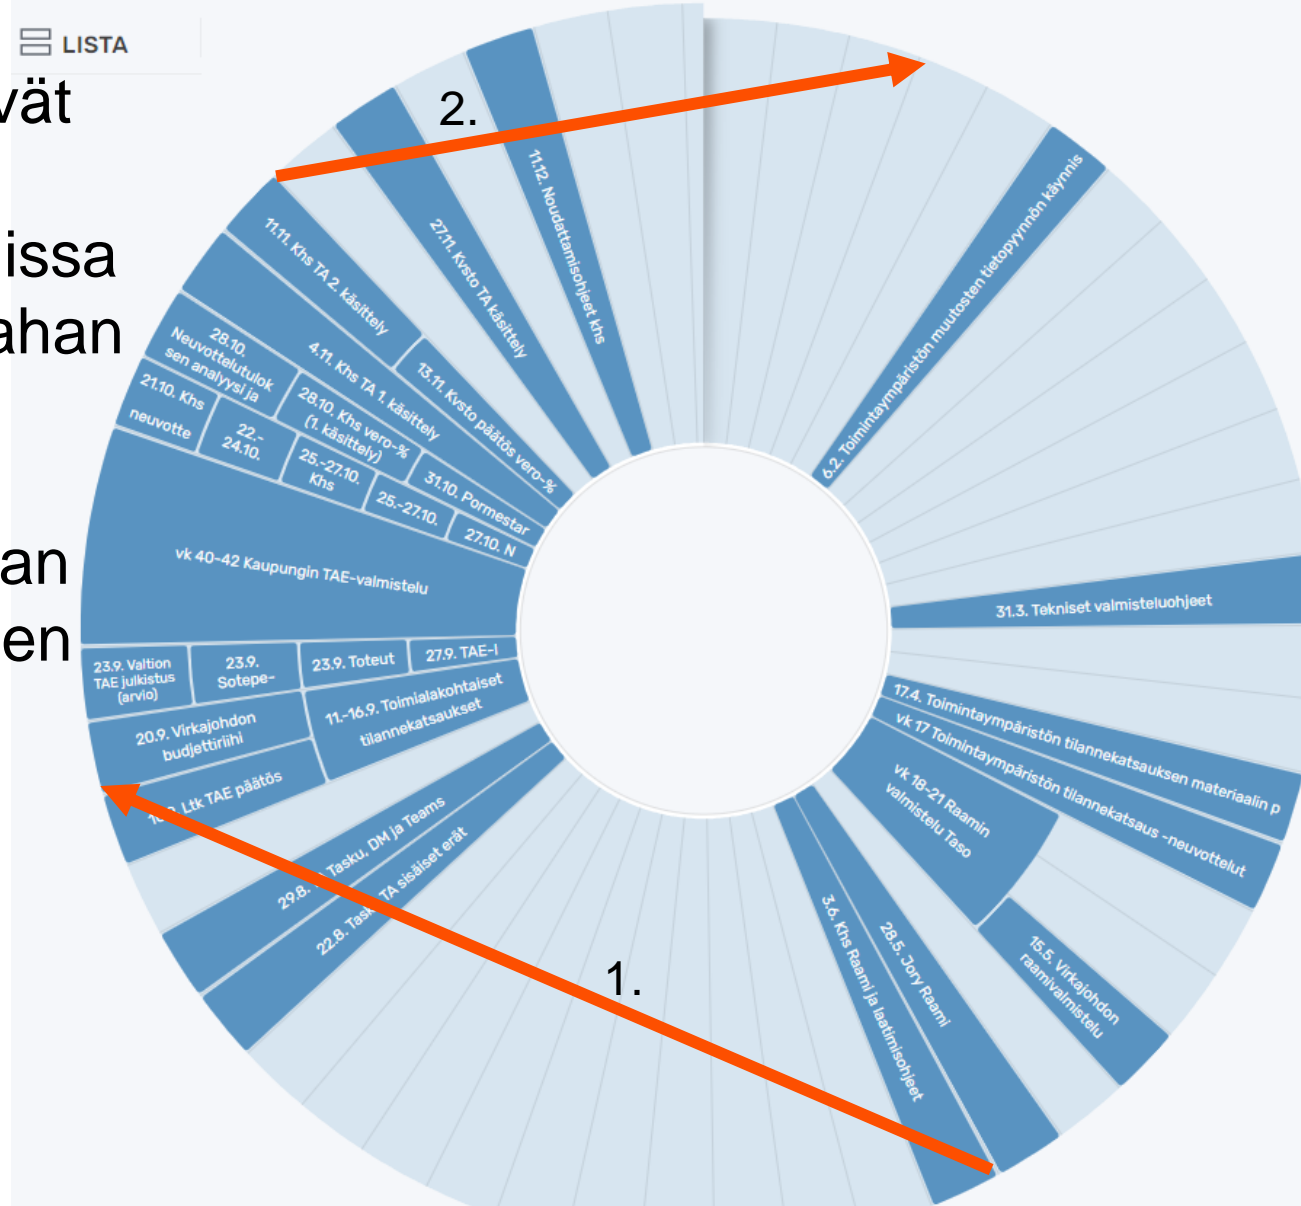 LISTA
vät
issa
ahan
an
en
2.
1.
6.2. Toimintaympäristön muutosten tietopyynnön käynnis
31.3. Tekniset valmisteluohjeet
17.4. Toimintaympäristön tilannekatsauksen materiaalin p
vk 17 Toimintaympäristön tilannekatsaus -neuvottelut
vk 18-21 Raamin
valmistelu Taso
15.5. Virkajohdon
raamivalmistelu
28.5. Jory Raami
3.6. Khs Raami ja laatimisohjeet
22.8. Tasku TA sisäiset erät
29.8. Tasku, DM ja Teams
Ltk TAE päätös
11.-16.9. Toimialakohtaiset
tilannekatsaukset
20.9. Virkajohdon
budjettiriihi
23.9. Valtion
TAE julkistus
(arvio)
23.9.
Sotepe-
23.9. Toteut
27.9. TAE-l
vk 40-42 Kaupungin TAE-valmistelu
21.10. Khs
neuvotte
22.-
24.10.
25.-27.10.
Khs
25.-27.10.
27.10. N
28.10.
Neuvottelutulok
sen analyysi ja
28.10. Khs vero-%
(1. käsittely)
31.10. Pormestar
4.11. Khs TA 1. käsittely
11.11. Khs TA 2. käsittely
13.11. Kvsto päätös vero-%
27.11. Kvsto TA käsittely
11.12. Noudattamisohjeet khs